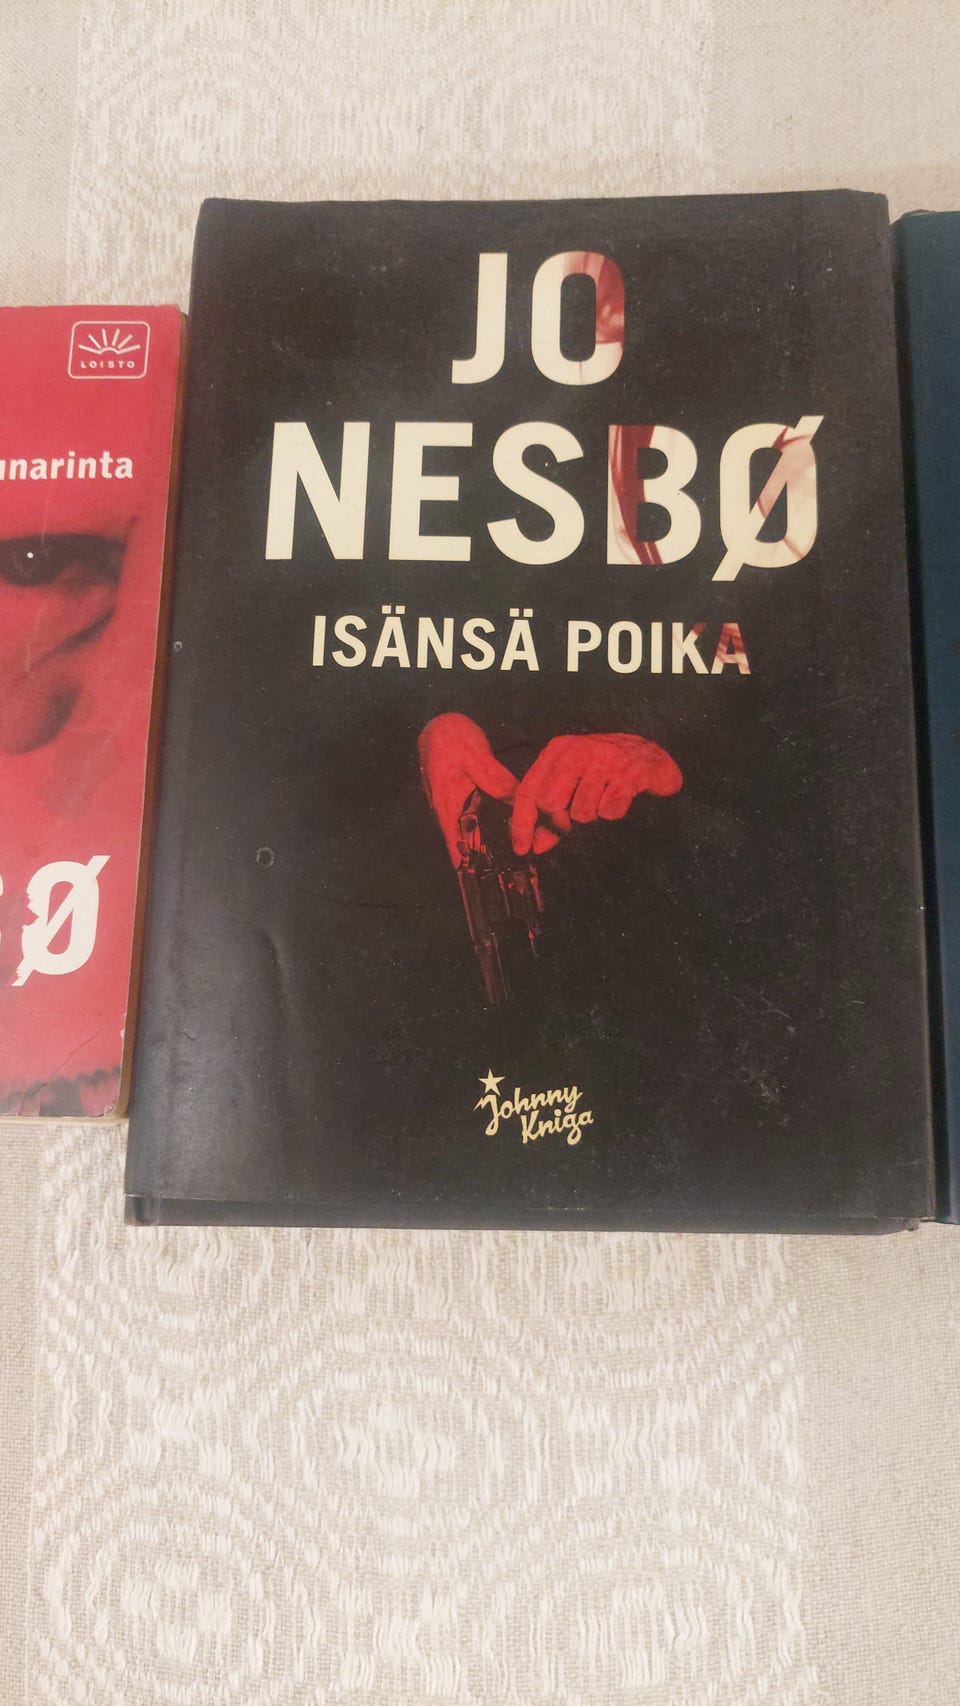 LOISTO
JO
NESBØ
ISÄNSÄ POIKA
Johnny
Kniga